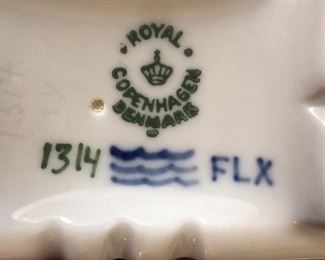 ROYAL
COPENHAGEN
DENMARK
1314 FLX